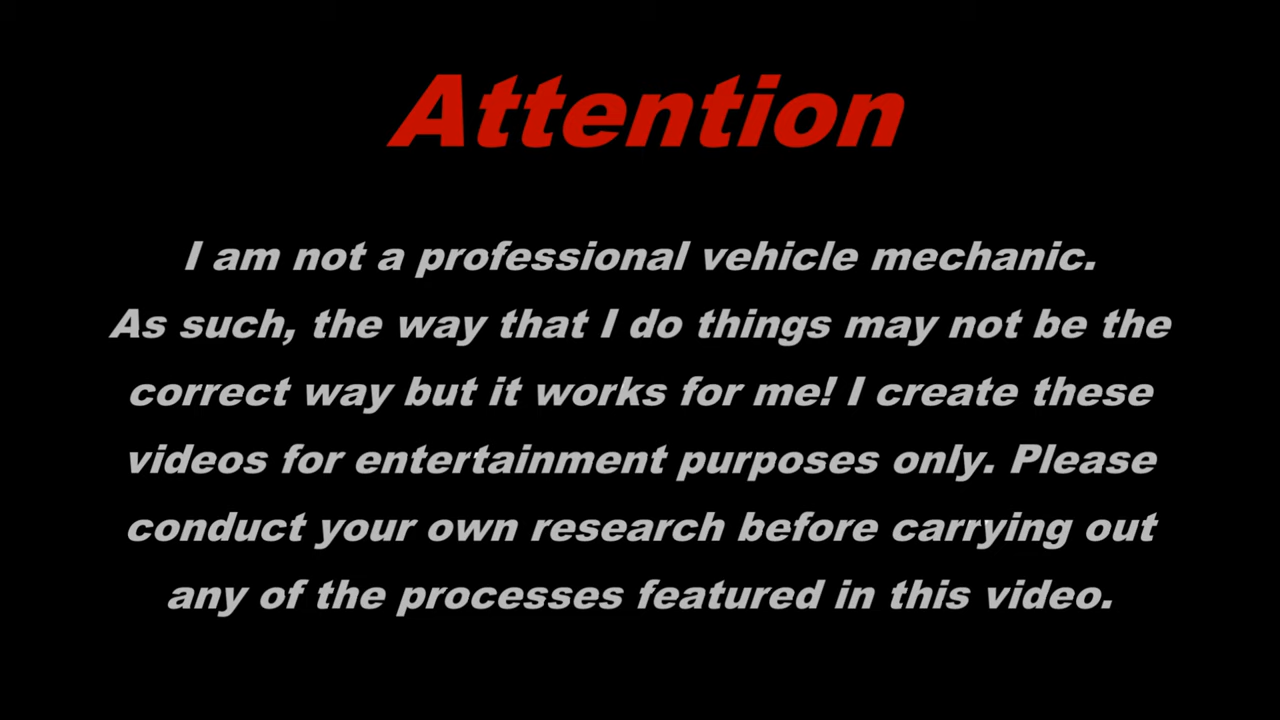 Attention
I am not a professional vehicle mechanic.
As such, the way that I do things may not be the
correct way but it works for me! I create these
videos for entertainment purposes only. Please
conduct your own research before carrying out
any of the processes featured in this video.